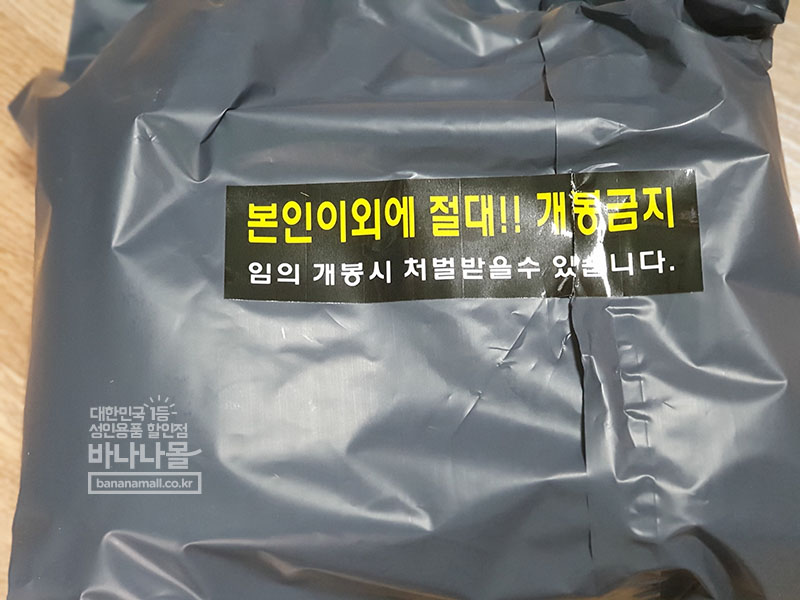 본인이외에 절대!! 개봉금지
임의 개봉시 처벌받을수 있습니다.
대한민국 1등
성인용품 할인점
바나나몰
bananamall.co.kr